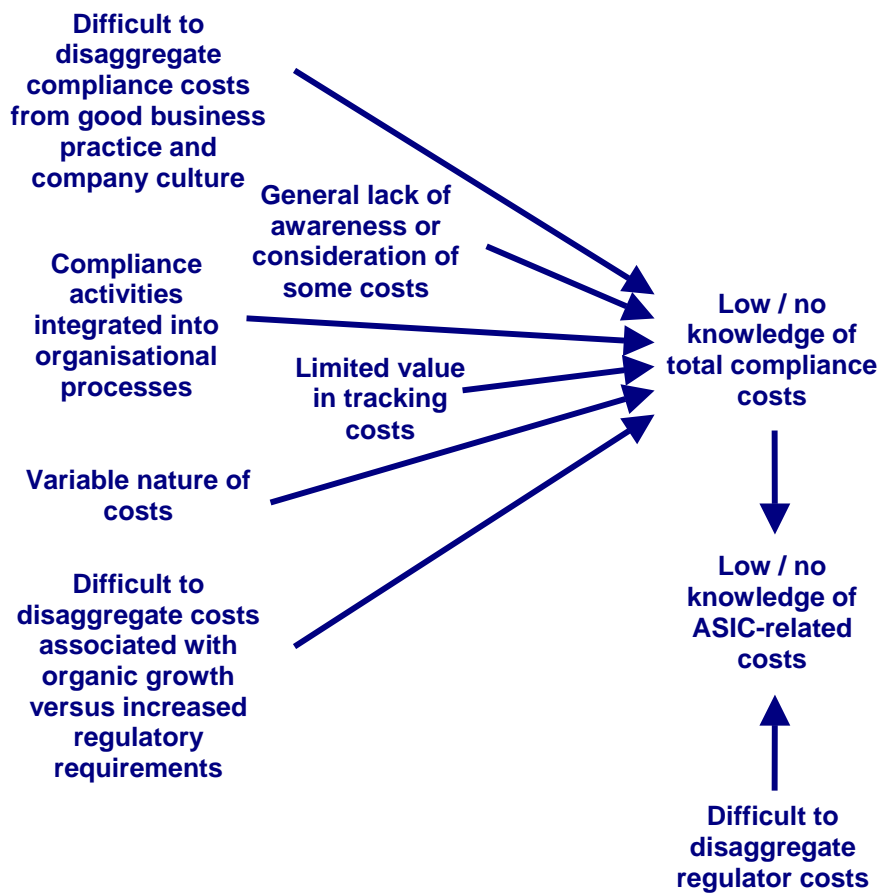 Difficult to
disaggregate
compliance costs
from good business
practice and
company culture
General lack of
awareness or
consideration of
some costs
Compliance
activities
integrated into
organisational
processes
Limited value
in tracking
costs
Variable nature of
costs
Difficult to
disaggregate costs
associated with
organic growth
versus increased
regulatory
requirements
Low / no
knowledge of
total compliance
costs
Low / no
knowledge of
ASIC-related
costs
Difficult to
disaggregate
regulator costs